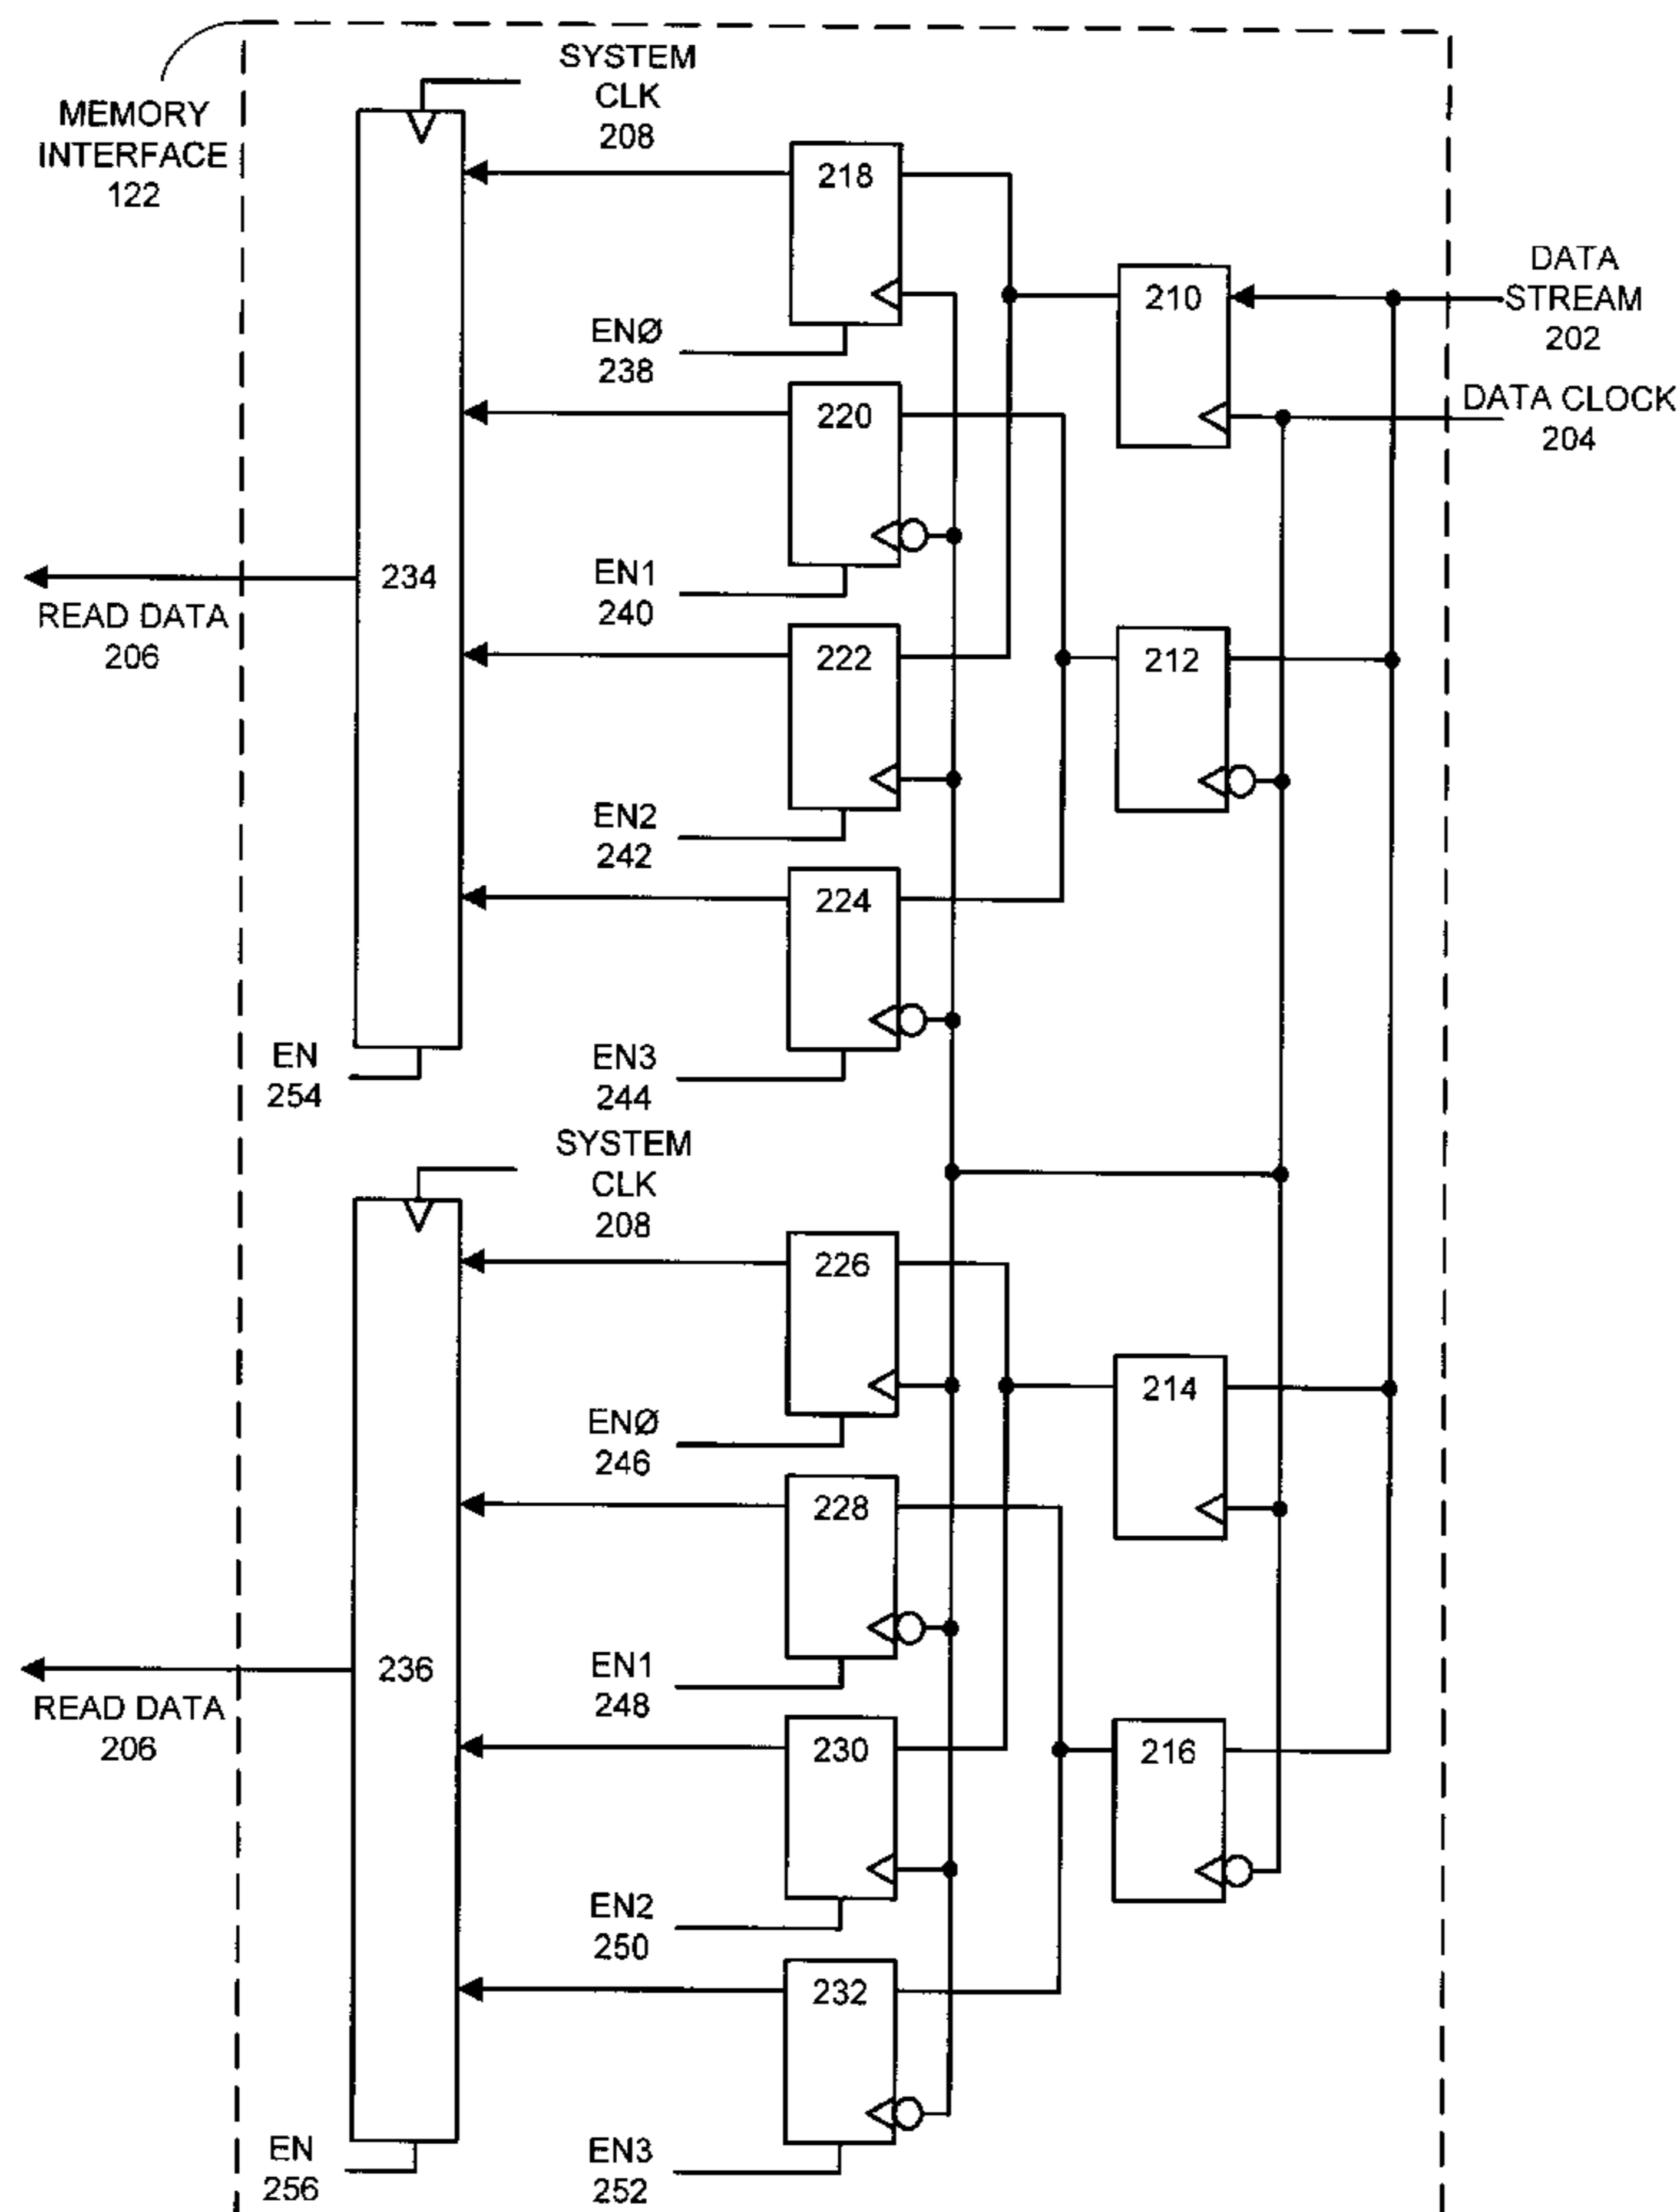 SYSTEM
CLK
208
MEMORY
INTERFACE
122
218
210
DATA
STREAM
202
ENØ
238
220
DATA CLOCK
204
234
EN1
240
READ DATA
206
222
212
EN2
242
224
EN
254
EN3
244
SYSTEM
CLK
208
226
214
ENØ
246
228
236
EN1
248
READ DATA
206
230
216
EN2
250
232
EN
256
EN3
252